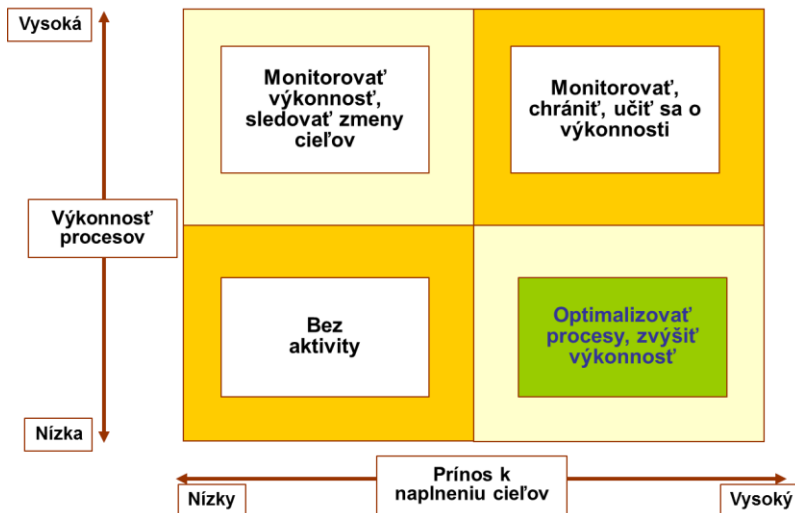 Vysoká
Monitorovať
výkonnosť,
sledovať zmeny
cieľov
Monitorovať,
chrániť, učiť sa o
výkonnosti
Výkonnosť
procesov
Bez
aktivity
Optimalizovať
procesy, zvýšiť
výkonnosť
Nízka
Prínos k
naplneniu cieľov
Nízky
Vysoký